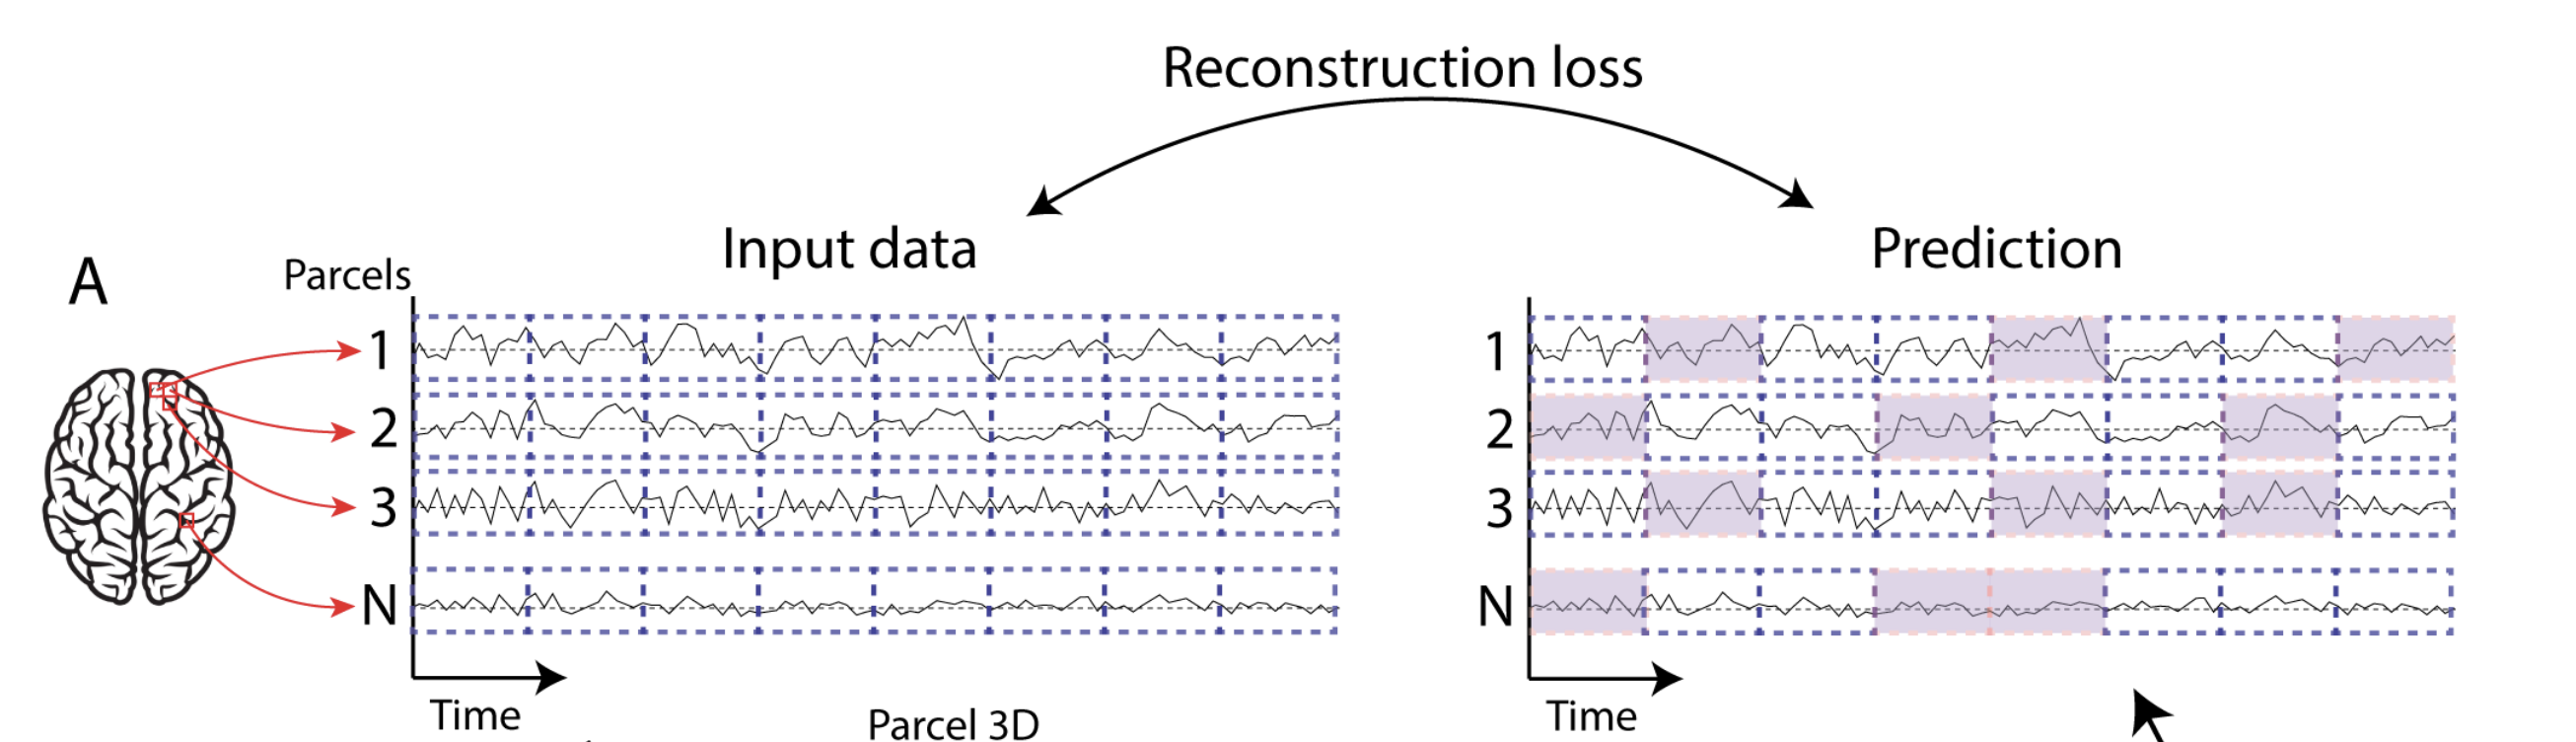 Reconstruction loss
Input data
Prediction
A
Parcels
1
2
3
N
Time
Parcel 3D
1
2
3
N
Time